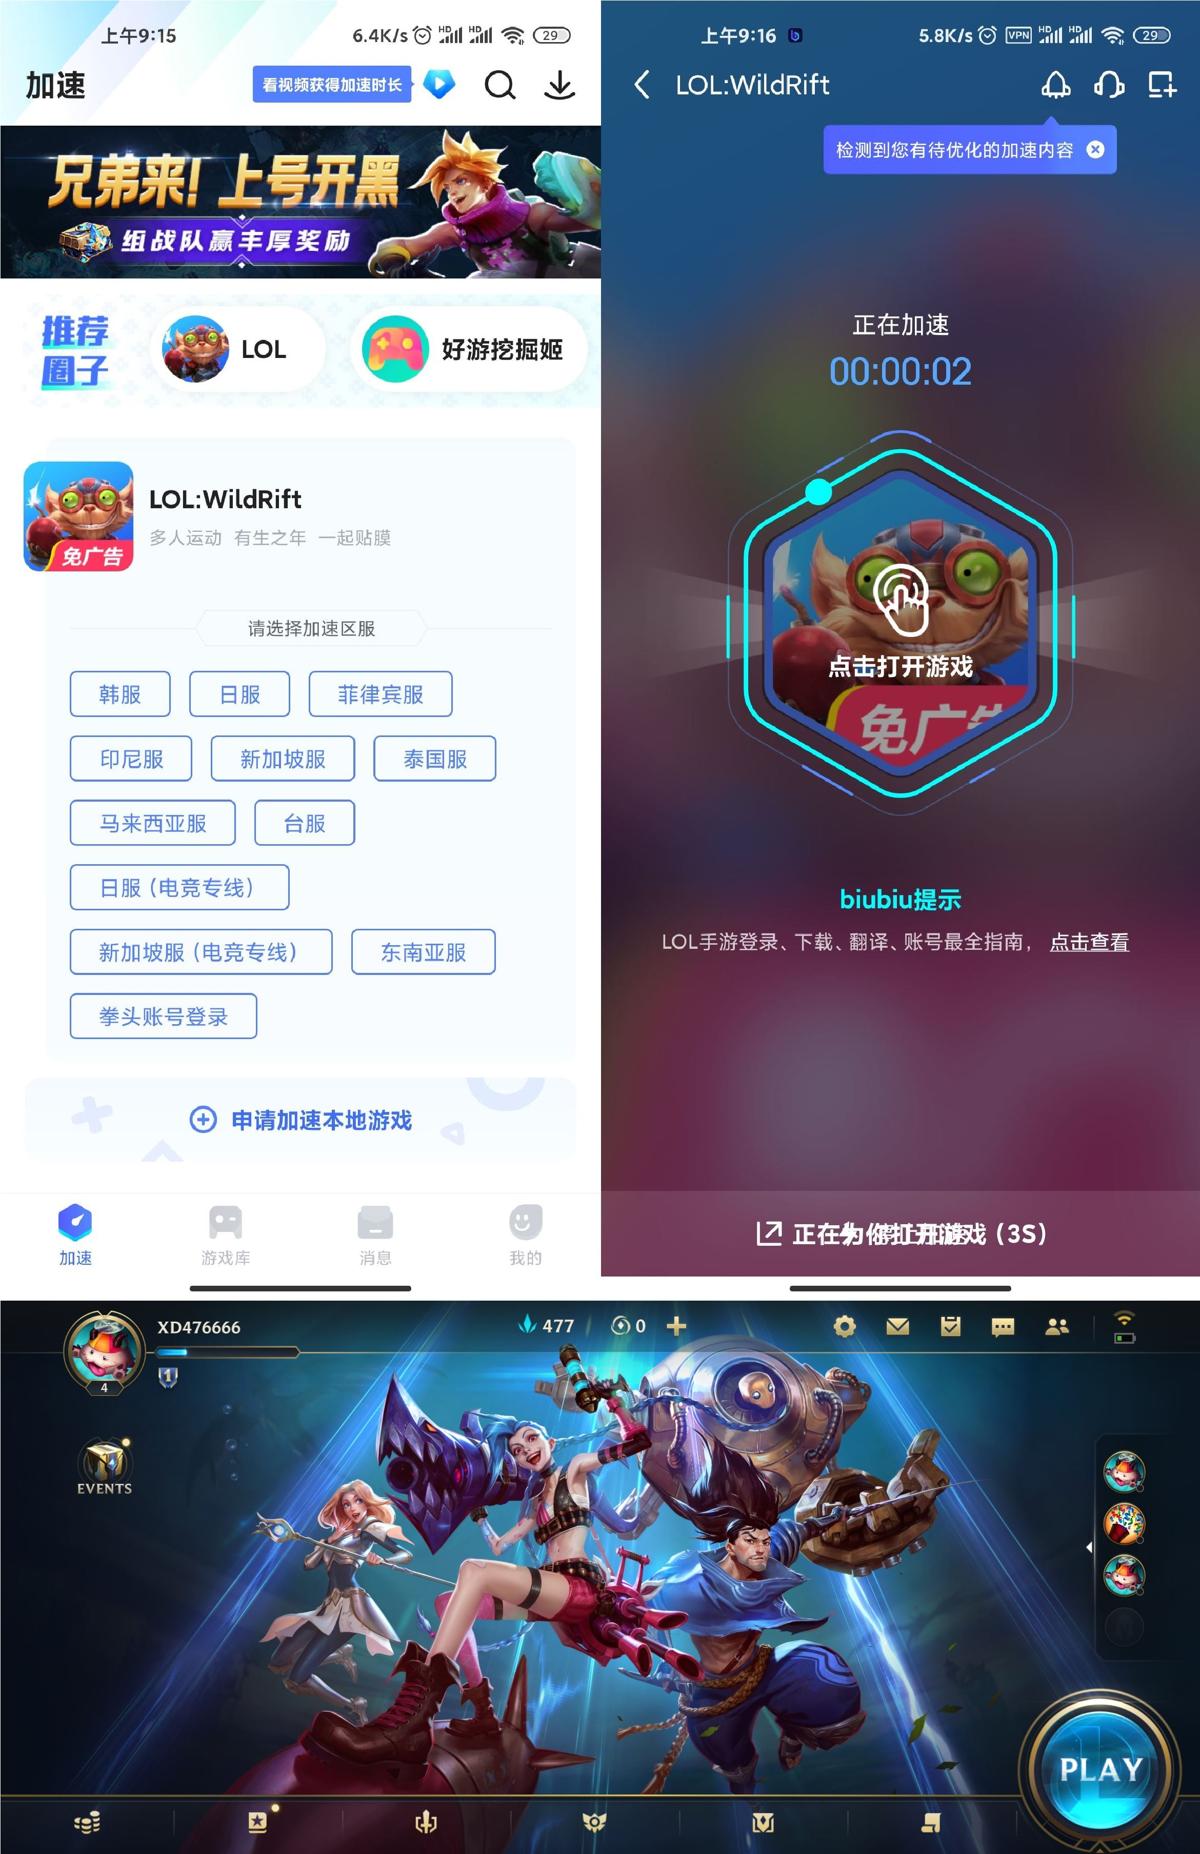 上午9:15
6.4K/s
HD
HD
29
加速
看视频获得加速时长
兄弟来！上号开黑
组战队赢丰厚奖励
推荐
圈子
LOL
好游挖掘姬
免广告
LOL:WildRift
多人运动 有生之年 一起贴膜
请选择加速区服
韩服
日服
菲律宾服
印尼服
新加坡服
泰国服
马来西亚服
台服
日服（电竞专线）
新加坡服（电竞专线）
东南亚服
拳头账号登录
申请加速本地游戏
加速
游戏库
消息
我的
上午9:16
5.8K/s
VPN
HD
HD
29
LOL:WildRift
检测到您有待优化的加速内容
正在加速
00:00:02
点击打开游戏
免广告
biubiu提示
LOL手游登录、下载、翻译、账号最全指南，点击查看
正在为你打开游戏（3S）
XD476666
4
1
477
0
EVENTS
PLAY